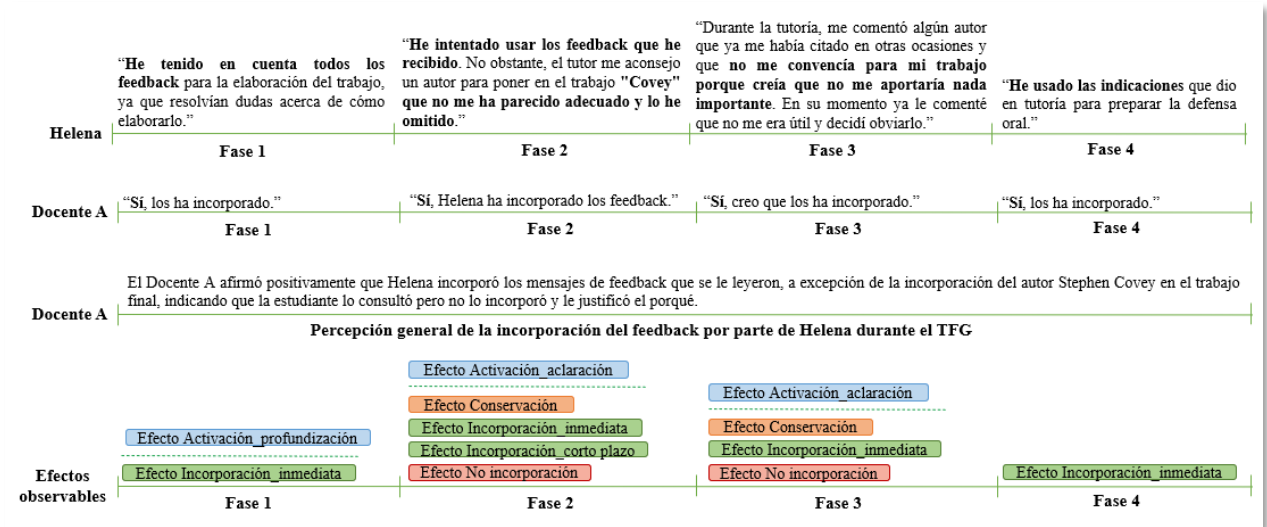 “He tenido en cuenta todos los
feedback para la elaboración del trabajo,
ya que resolvían dudas acerca de cómo
elaborarlo.”
“He intentado usar los feedback que he
recibido. No obstante, el tutor me aconsejo
un autor para poner en el trabajo "Covey"
que no me ha parecido adecuado y lo he
omitido.”
“Durante la tutoría, me comentó algún autor
que ya me había citado en otras ocasiones y
que no me convencía para mi trabajo
porque creía que no me aportaría nada
importante. En su momento ya le comenté
que no me era útil y decidí obviarlo.”
“He usado las indicaciones que dio
en tutoría para preparar la defensa
oral.”
Helena
Fase 1
Fase 2
Fase 3
Fase 4
“Sí, los ha incorporado.”
“Sí, Helena ha incorporado los feedback.”
“Sí, creo que los ha incorporado.”
“Sí, los ha incorporado.”
Docente A
Fase 1
Fase 2
Fase 3
Fase 4
El Docente A afirmó positivamente que Helena incorporó los mensajes de feedback que se le leyeron, a excepción de la incorporación del autor Stephen Covey en el trabajo
final, indicando que la estudiante lo consultó pero no lo incorporó y le justificó el porqué.
Docente A
Percepción general de la incorporación del feedback por parte de Helena durante el TFG
Efecto Activación_profundización
Efecto Incorporación_inmediata
Efecto Activación_aclaración
Efecto Conservación
Efecto Incorporación_inmediata
Efecto Incorporación_corto plazo
Efecto No incorporación
Efecto Activación_aclaración
Efecto Conservación
Efecto Incorporación_inmediata
Efecto No incorporación
Efecto Incorporación_inmediata
Efectos
observables
Fase 1
Fase 2
Fase 3
Fase 4